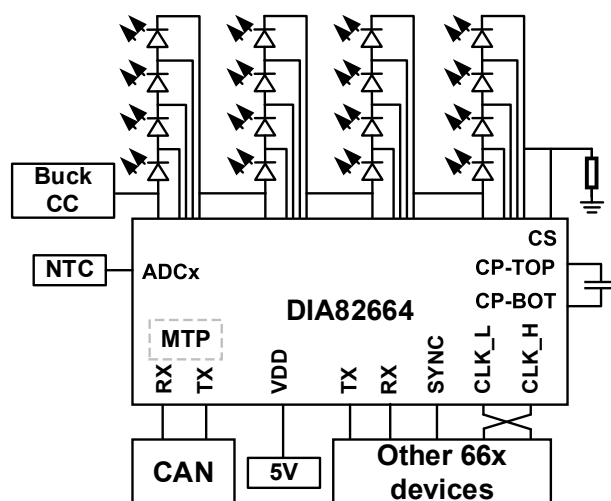 Buck
CC
CS
NTC
ADCx
CP-TOP
CP-BOT
DIA82664
MTP
RX
TX
VDD
TX
RX
SYNC
CLK_L
CLK_H
CAN
5V
Other 66x
devices